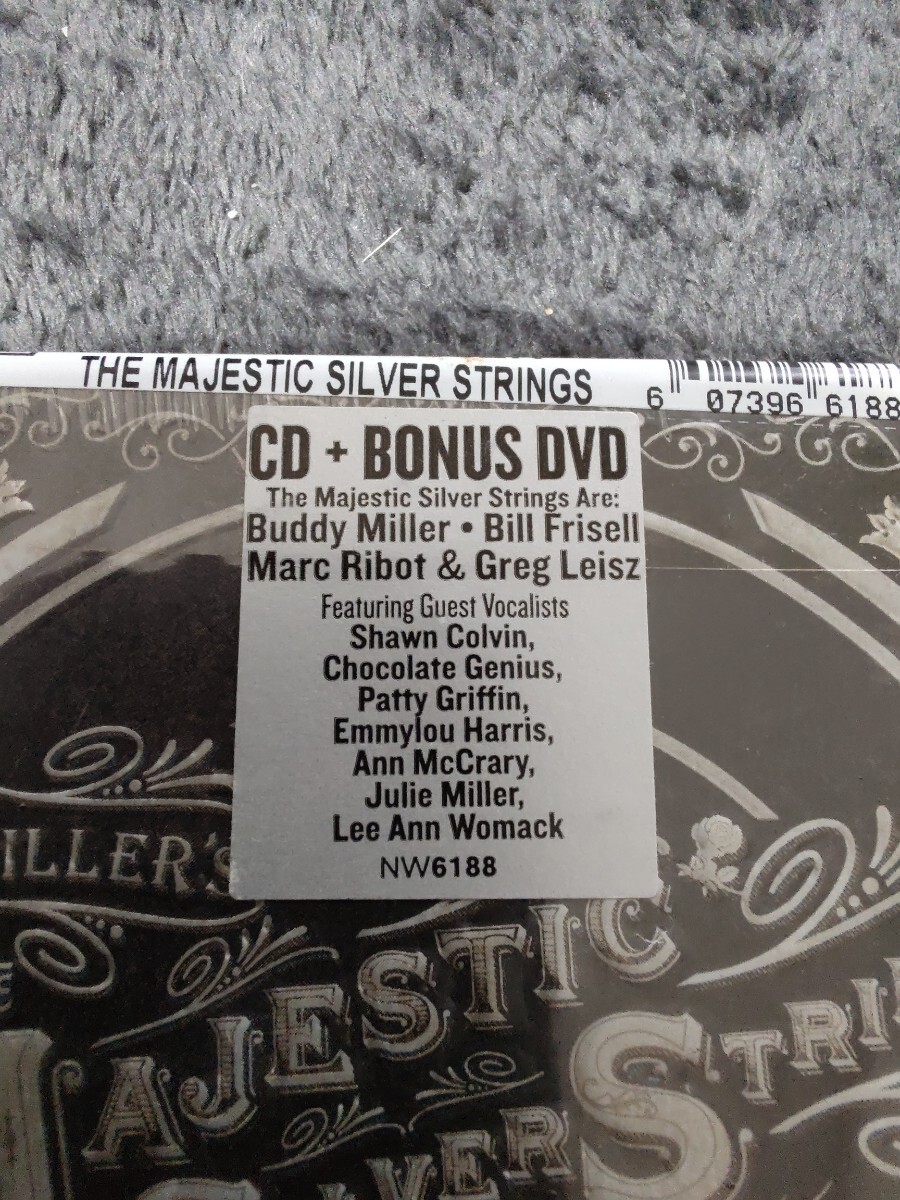 THE MAJESTIC SILVER STRINGS
6 07396 6188
CD + BONUS DVD
The Majestic Silver Strings Are:
Buddy Miller • Bill Frisell
Marc Ribot & Greg Leisz
Featuring Guest Vocalists
Shawn Colvin,
Chocolate Genius,
Patty Griffin,
Emmylou Harris,
Ann McCrary,
Julie Miller,
Lee Ann Womack
NW6188
ILLER'S
MAJESTIC
SILVER STRI